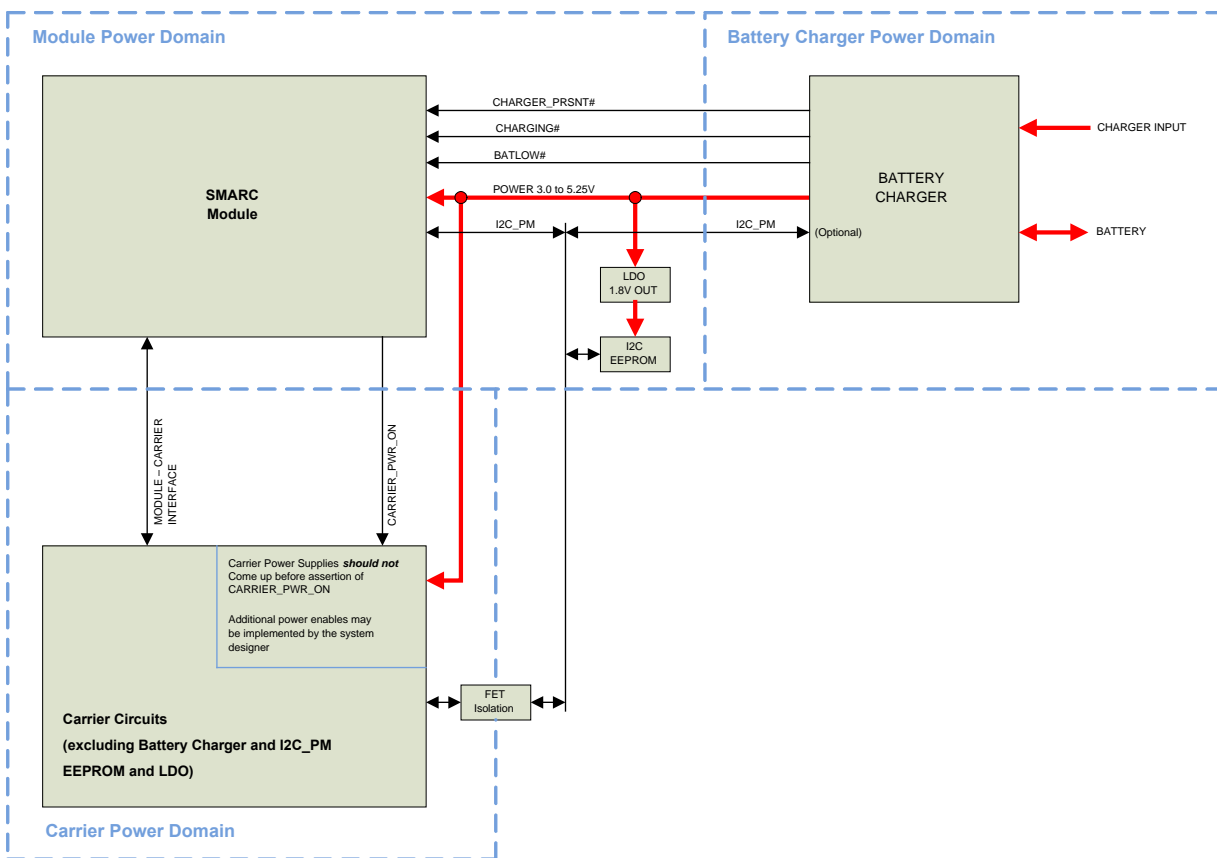 Module Power Domain
Battery Charger Power Domain
SMARC
Module
CHARGER_PRSNT#
CHARGING#
BATLOW#
POWER 3.0 to 5.25V
I2C_PM
I2C_PM
(Optional)
BATTERY
CHARGER
CHARGER INPUT
BATTERY
LDO
1.8V OUT
I2C
EEPROM
MODULE – CARRIER
INTERFACE
CARRIER_PWR_ON
Carrier Power Supplies should not
Come up before assertion of
CARRIER_PWR_ON
Additional power enables may
be implemented by the system
designer
FET
Isolation
Carrier Circuits
(excluding Battery Charger and I2C_PM
EEPROM and LDO)
Carrier Power Domain